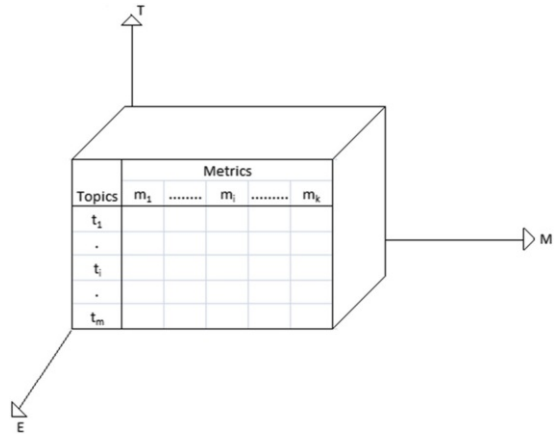 T
Metrics
Topics m₁ ........ mᵢ ......... mₖ
t₁
.
tᵢ
.
tₘ
M
E